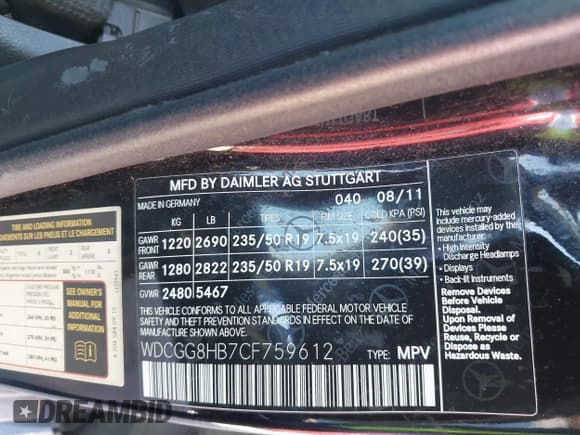 MFD BY DAIMLER AG STUTTGART
040 08/11
KG LB TIRES RIMS COLD KPA (PSI)
GAWR FRONT 1220 2690 235/50 R19 7.5x19 240(35)
GAWR REAR 1280 2822 235/50 R19 7.5x19 270(39)
GVWR 2480 5467
THIS VEHICLE CONFORMS TO ALL APPLICABLE FEDERAL MOTOR VEHICLE
SAFETY AND THEFT PREVENTION STANDARDS IN EFFECT ON THE DATE OF
MANUFACTURE SHOWN ABOVE.
WDCGG8HB7CF759612 TYPE: MPV
This vehicle may
include mercury-added
devices installed by the
manufacturer:
• High Intensity
Discharge Headlamps
• Displays
• Back-lit Instruments
Remove Devices
Before Vehicle
Disposal.
Upon Removal of Devices
Please Reuse, Recycle
or Dispose as
Hazardous Waste.
TIRE AND LOADING INFORMATION
SEE OWNER'S
MANUAL FOR
ADDITIONAL
INFORMATION
DREAMBID